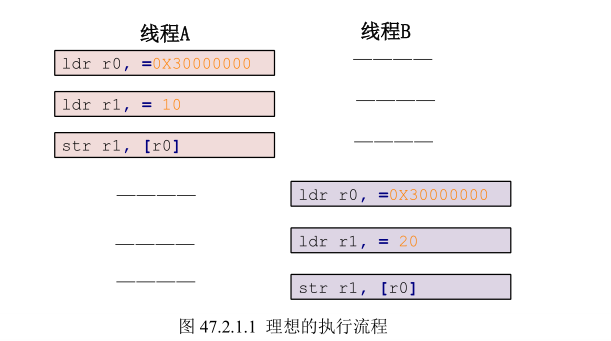 线程A 线程B
ldr r0, =0X30000000 ————
ldr r1, = 10 ————
str r1, [r0] ————
———— ldr r0, =0X30000000
———— ldr r1, = 20
———— str r1, [r0]
图 47.2.1.1 理想的执行流程